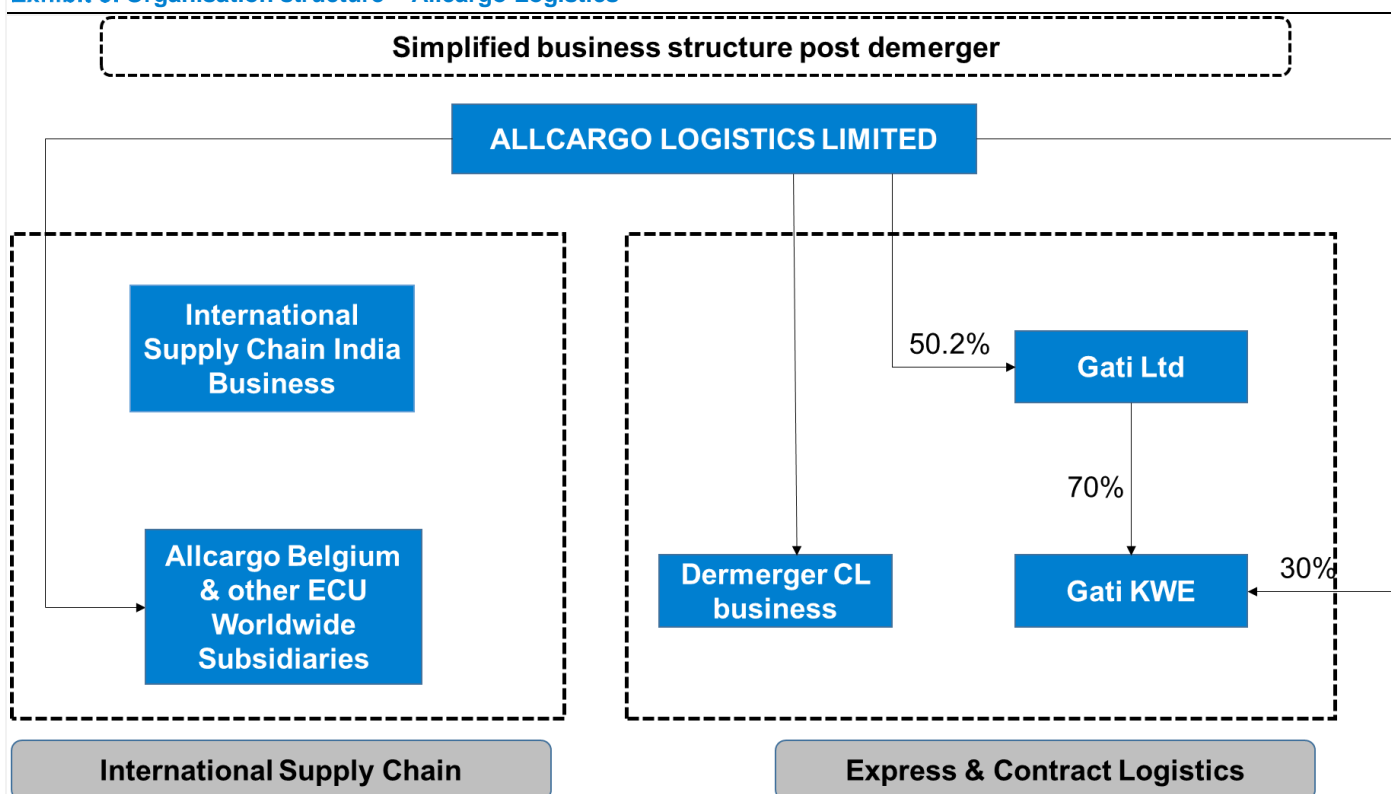 Simplified business structure post demerger
ALLCARGO LOGISTICS LIMITED
International
Supply Chain India
Business
50.2%
Gati Ltd
70%
Allcargo Belgium
& other ECU
Worldwide
Subsidiaries
Dermerger CL
business
Gati KWE
30%
International Supply Chain
Express & Contract Logistics